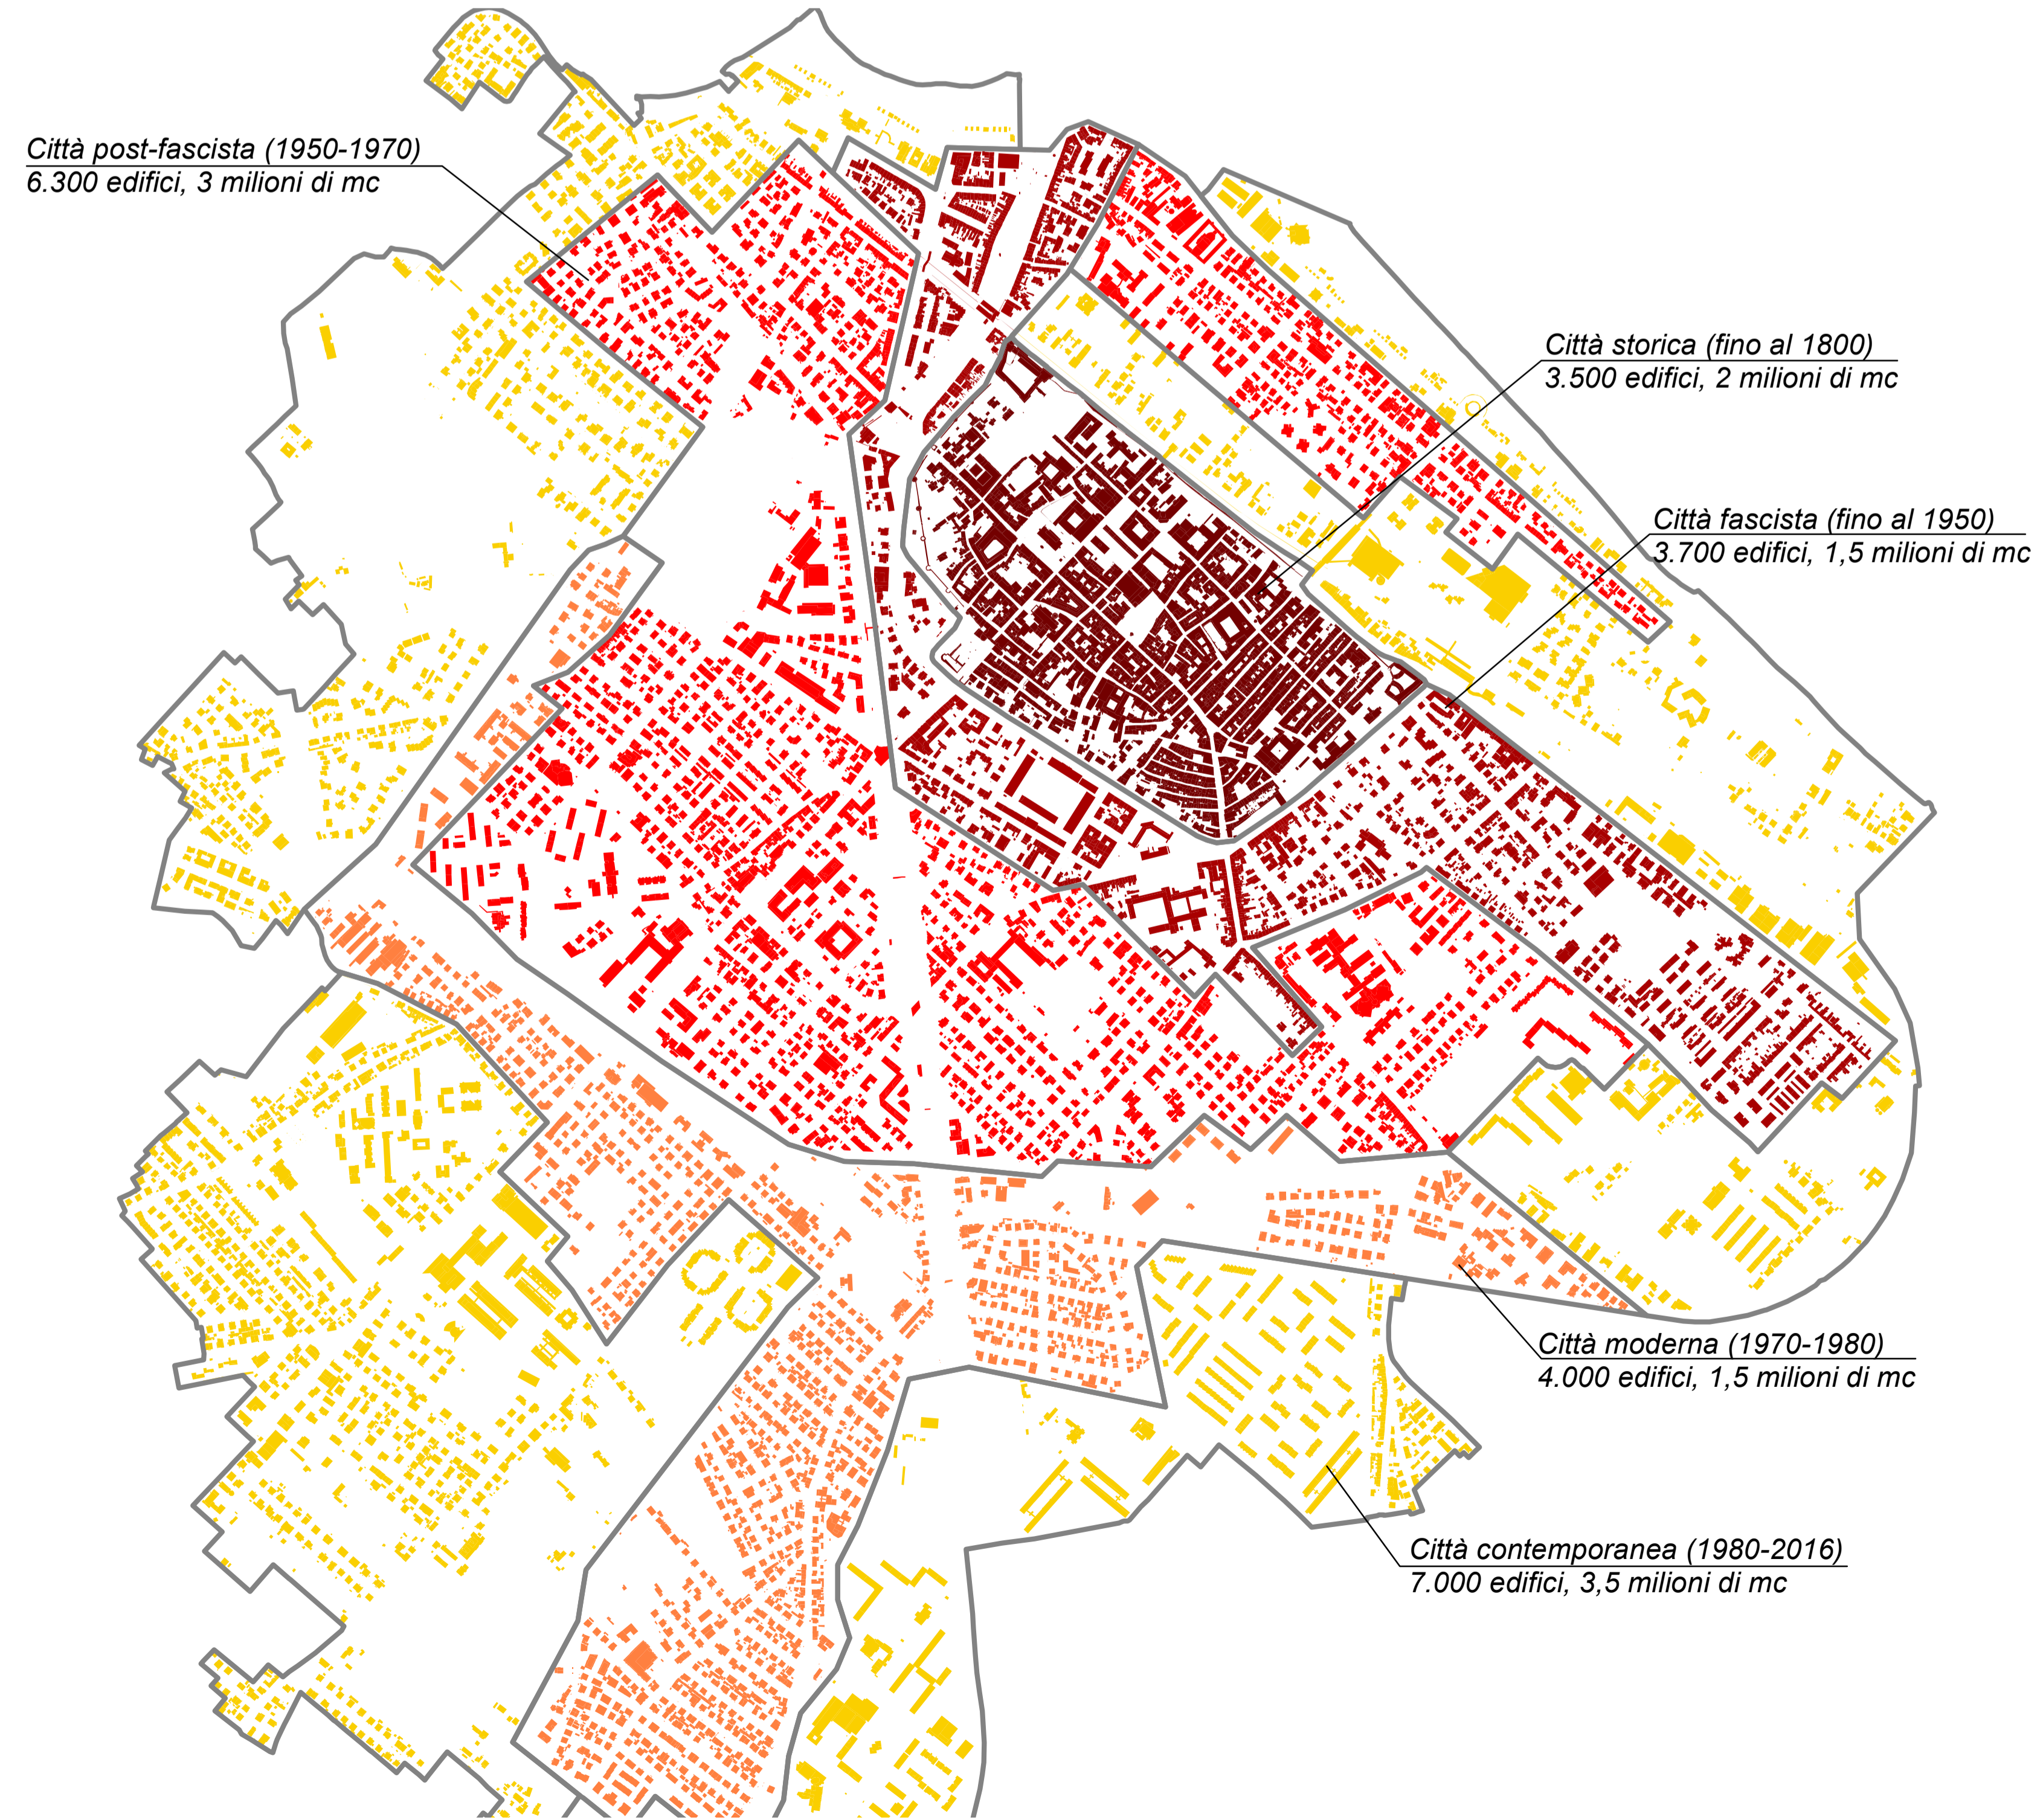 Città post-fascista (1950-1970)
6.300 edifici, 3 milioni di mc
Città storica (fino al 1800)
3.500 edifici, 2 milioni di mc
Città fascista (fino al 1950)
3.700 edifici, 1,5 milioni di mc
Città moderna (1970-1980)
4.000 edifici, 1,5 milioni di mc
Città contemporanea (1980-2016)
7.000 edifici, 3,5 milioni di mc